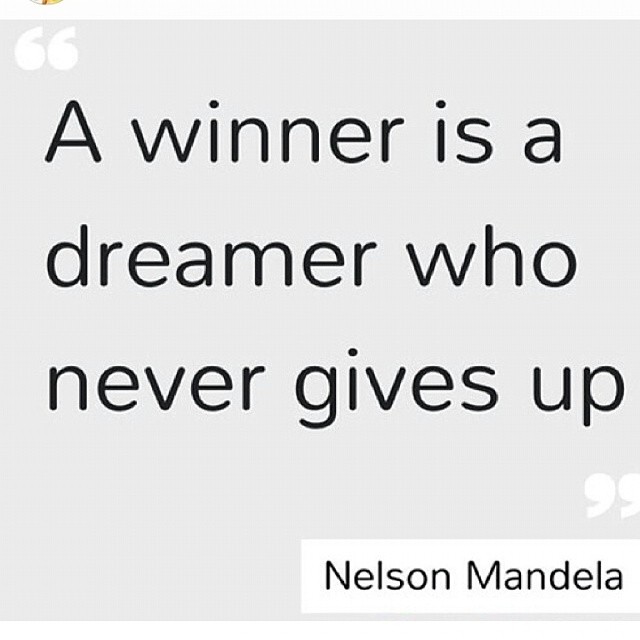 “
A winner is a
dreamer who
never gives up
”
Nelson Mandela